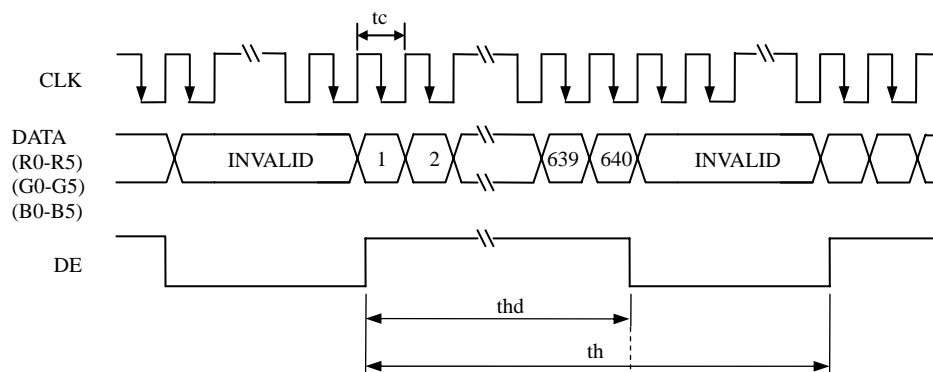 tc
CLK
DATA
(R0-R5)
(G0-G5)
(B0-B5)
INVALID 1 2 639 640 INVALID
DE
thd
th